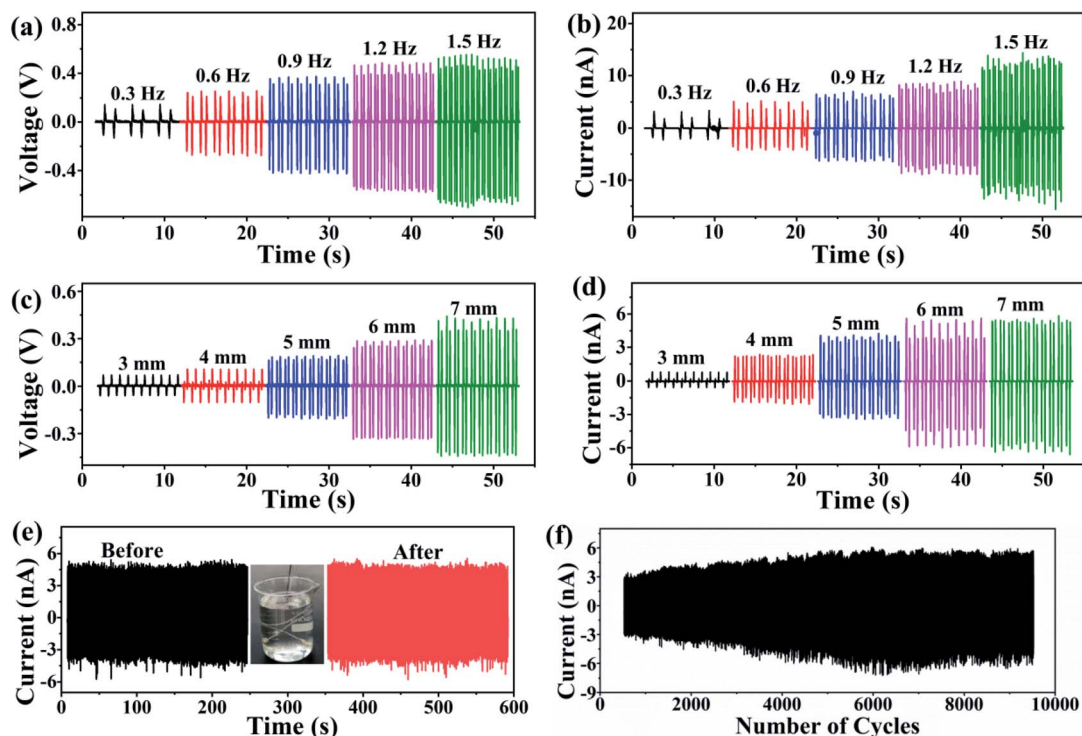 (a)
0.8
0.4
0.0
-0.4
Voltage (V)
0.3 Hz
0.6 Hz
0.9 Hz
1.2 Hz
1.5 Hz
0 10 20 30 40 50
Time (s)
(b)
20
10
0
-10
Current (nA)
0.3 Hz
0.6 Hz
0.9 Hz
1.2 Hz
1.5 Hz
0 10 20 30 40 50
Time (s)
(c)
0.6
0.3
0.0
-0.3
Voltage (V)
3 mm
4 mm
5 mm
6 mm
7 mm
0 10 20 30 40 50
Time (s)
(d)
6
3
0
-3
-6
Current (nA)
3 mm
4 mm
5 mm
6 mm
7 mm
0 10 20 30 40 50
Time (s)
(e)
6
3
0
-3
-6
Current (nA)
Before
After
0 200 400 600
Time (s)
(f)
6
3
0
-3
-6
-9
Current (nA)
2000 4000 6000 8000 10000
Number of Cycles